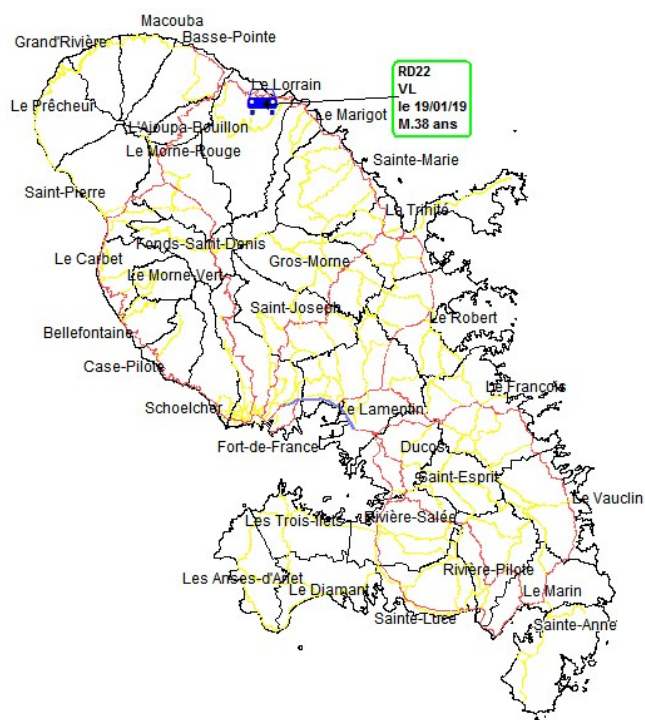 Macouba
Grand'Rivière
Basse-Pointe
Le Lorrain
RD22
VL
le 19/01/19
M.38 ans
Le Prêcheur
Le Marigot
L'Ajoupa-Bouillon
Le Morne-Rouge
Sainte-Marie
Saint-Pierre
Le Trinité
Fonds-Saint-Denis
Le Carbet
Gros-Morne
Le Morne-Vert
Saint-Joseph
Le Robert
Bellefontaine
Case-Pilote
Le François
Schoelcher
Le Lamentin
Fort-de-France
Ducos
Saint-Esprit
Le Vauclin
Les Trois-Ilets
Rivière-Salée
Rivière-Pilote
Les Anses-d'Arlet
Le Diamant
Le Marin
Sainte-Luce
Sainte-Anne